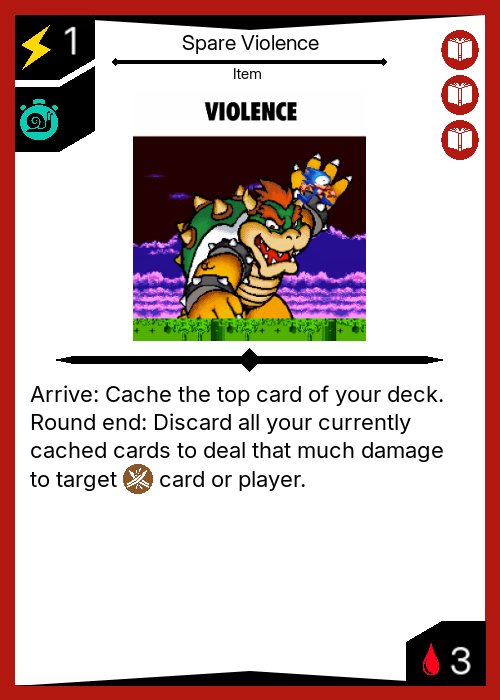 1
Spare Violence
Item
VIOLENCE
Arrive: Cache the top card of your deck.
Round end: Discard all your currently
cached cards to deal that much damage
to target card or player.
3